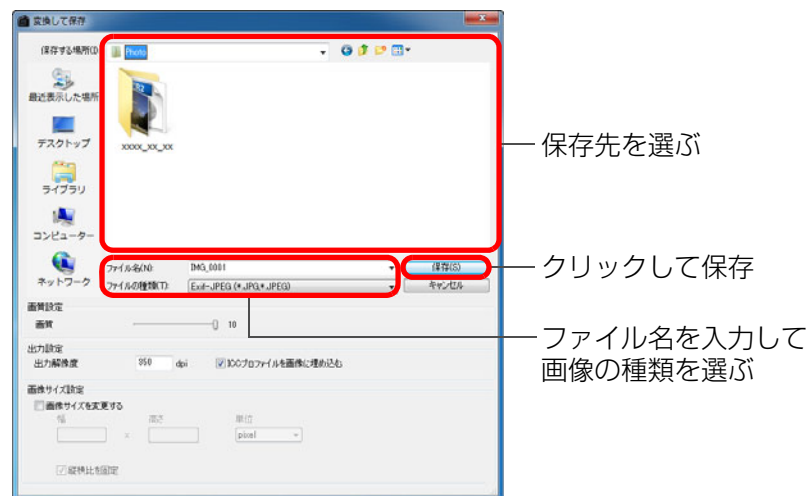 変換して保存
保存する場所(I)
Photo
最近表示した場所
xxxx_xx_xx
デスクトップ
ライブラリ
コンピューター
ネットワーク
ファイル名(N):
IMG_0001
保存(S)
ファイルの種類(T):
Exif-JPEG (*.JPG,*.JPEG)
キャンセル
画質設定
画質
10
出力設定
出力解像度
350
dpi
ICCプロファイルを画像に埋め込む
画像サイズ設定
画像サイズを変更する
幅
高さ
単位
x
pixel
縦横比を固定
保存先を選ぶ
クリックして保存
ファイル名を入力して
画像の種類を選ぶ